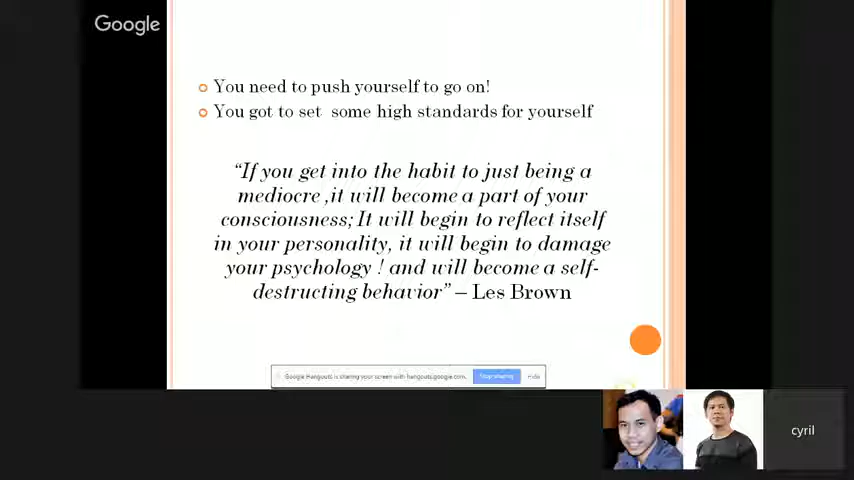 Google
You need to push yourself to go on!
You got to set some high standards for yourself
“If you get into the habit to just being a
mediocre ,it will become a part of your
consciousness; It will begin to reflect itself
in your personality, it will begin to damage
your psychology ! and will become a self-
destructing behavior” – Les Brown
Google Hangouts is sharing your screen with hangouts.google.com. Stop sharing Hide
cyril